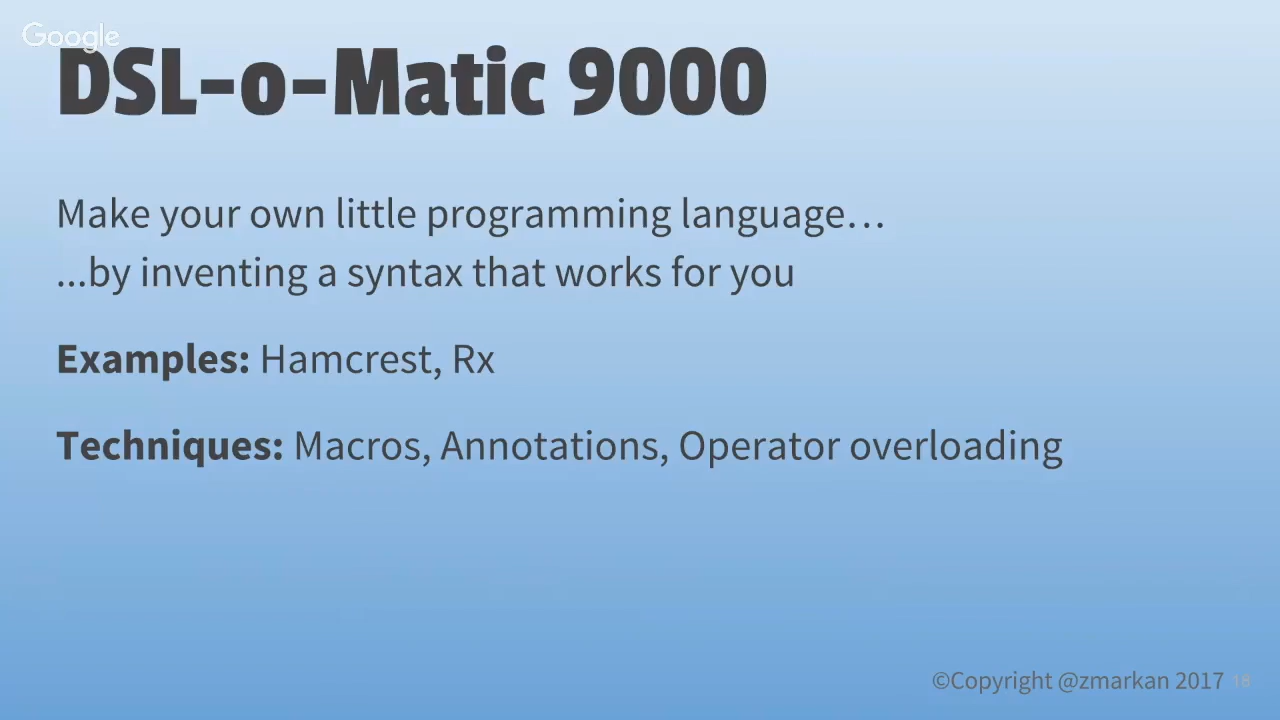 Google
DSL-o-Matic 9000
Make your own little programming language…
...by inventing a syntax that works for you
Examples: Hamcrest, Rx
Techniques: Macros, Annotations, Operator overloading
©Copyright @zmarkan 2017 18